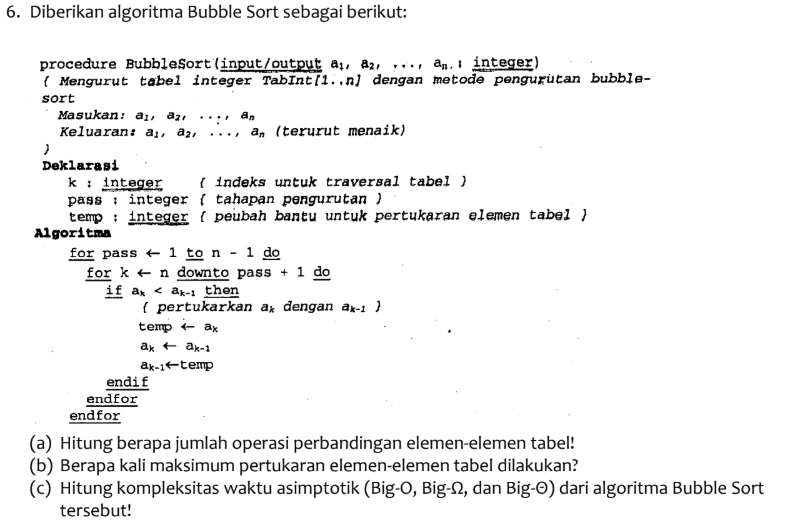 6. Diberikan algoritma Bubble Sort sebagai berikut:
procedure BubbleSort(input/output a₁, a₂, ..., aₙ : integer)
{ Mengurut tabel integer TabInt[1..n] dengan metode pengurutan bubble-
sort
Masukan: a₁, a₂, ..., aₙ
Keluaran: a₁, a₂, ..., aₙ (terurut menaik)
}
Deklarasi
k : integer { indeks untuk traversal tabel }
pass : integer { tahapan pengurutan }
temp : integer { peubah bantu untuk pertukaran elemen tabel }
Algoritma
for pass ← 1 to n - 1 do
for k ← n downto pass + 1 do
if aₖ < aₖ₋₁ then
{ pertukarkan aₖ dengan aₖ₋₁ }
temp ← aₖ
aₖ ← aₖ₋₁
aₖ₋₁←temp
endif
endfor
endfor
(a) Hitung berapa jumlah operasi perbandingan elemen-elemen tabel!
(b) Berapa kali maksimum pertukaran elemen-elemen tabel dilakukan?
(c) Hitung kompleksitas waktu asimptotik (Big-O, Big-Ω, dan Big-Θ) dari algoritma Bubble Sort
tersebut!